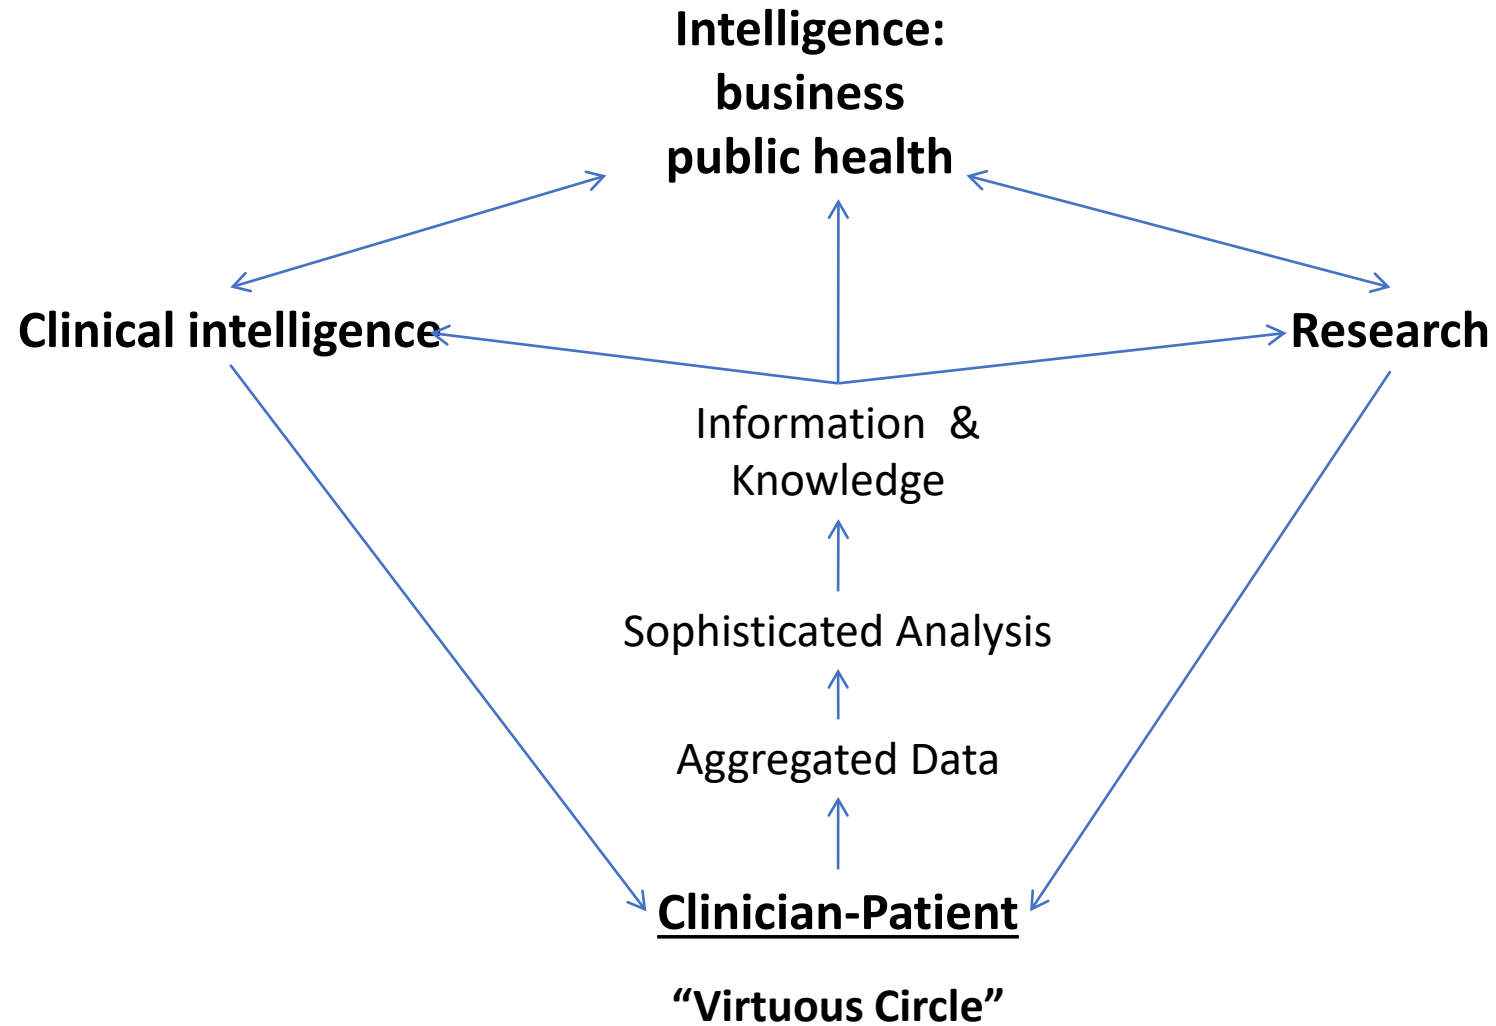 Intelligence:
business
public health
Clinical intelligence
Research
Information &
Knowledge
Sophisticated Analysis
Aggregated Data
Clinician-Patient
“Virtuous Circle”